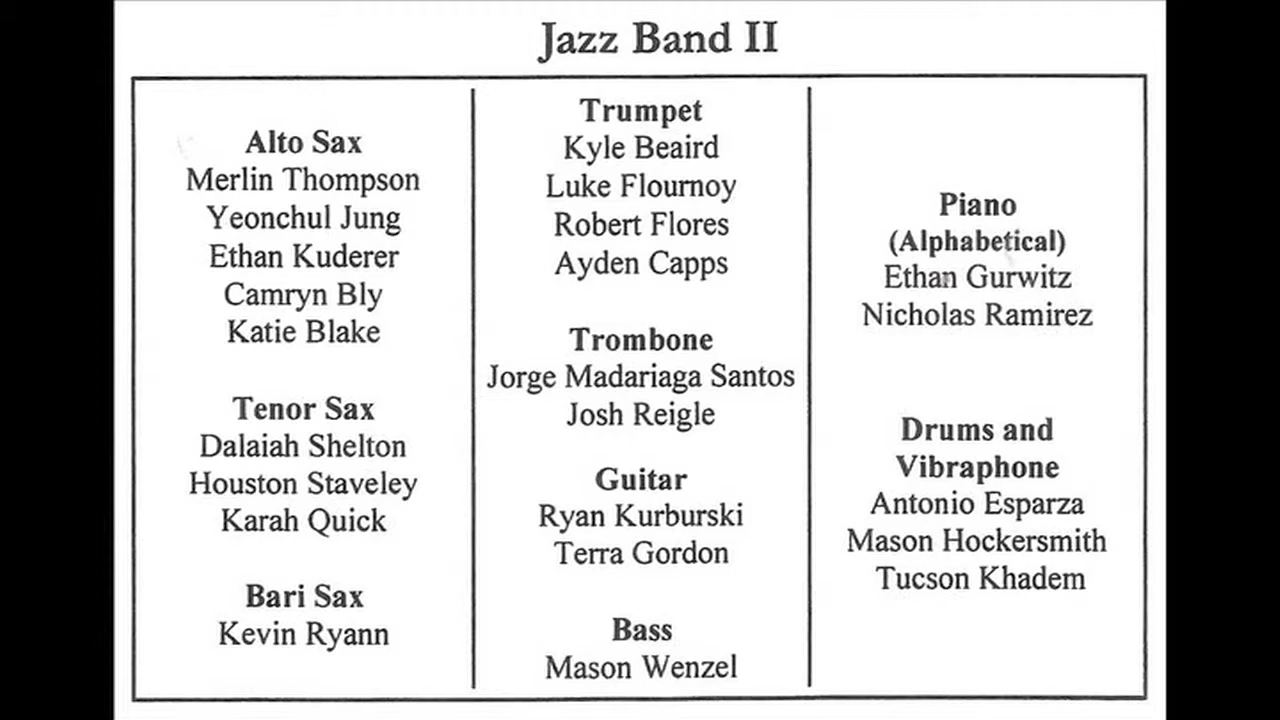 Jazz Band II
Alto Sax
Merlin Thompson
Yeonchul Jung
Ethan Kuderer
Camryn Bly
Katie Blake
Tenor Sax
Dalaiah Shelton
Houston Staveley
Karah Quick
Bari Sax
Kevin Ryann
Trumpet
Kyle Beaird
Luke Flournoy
Robert Flores
Ayden Capps
Trombone
Jorge Madariaga Santos
Josh Reigle
Guitar
Ryan Kurburski
Terra Gordon
Bass
Mason Wenzel
Piano
(Alphabetical)
Ethan Gurwitz
Nicholas Ramirez
Drums and
Vibraphone
Antonio Esparza
Mason Hockersmith
Tucson Khadem